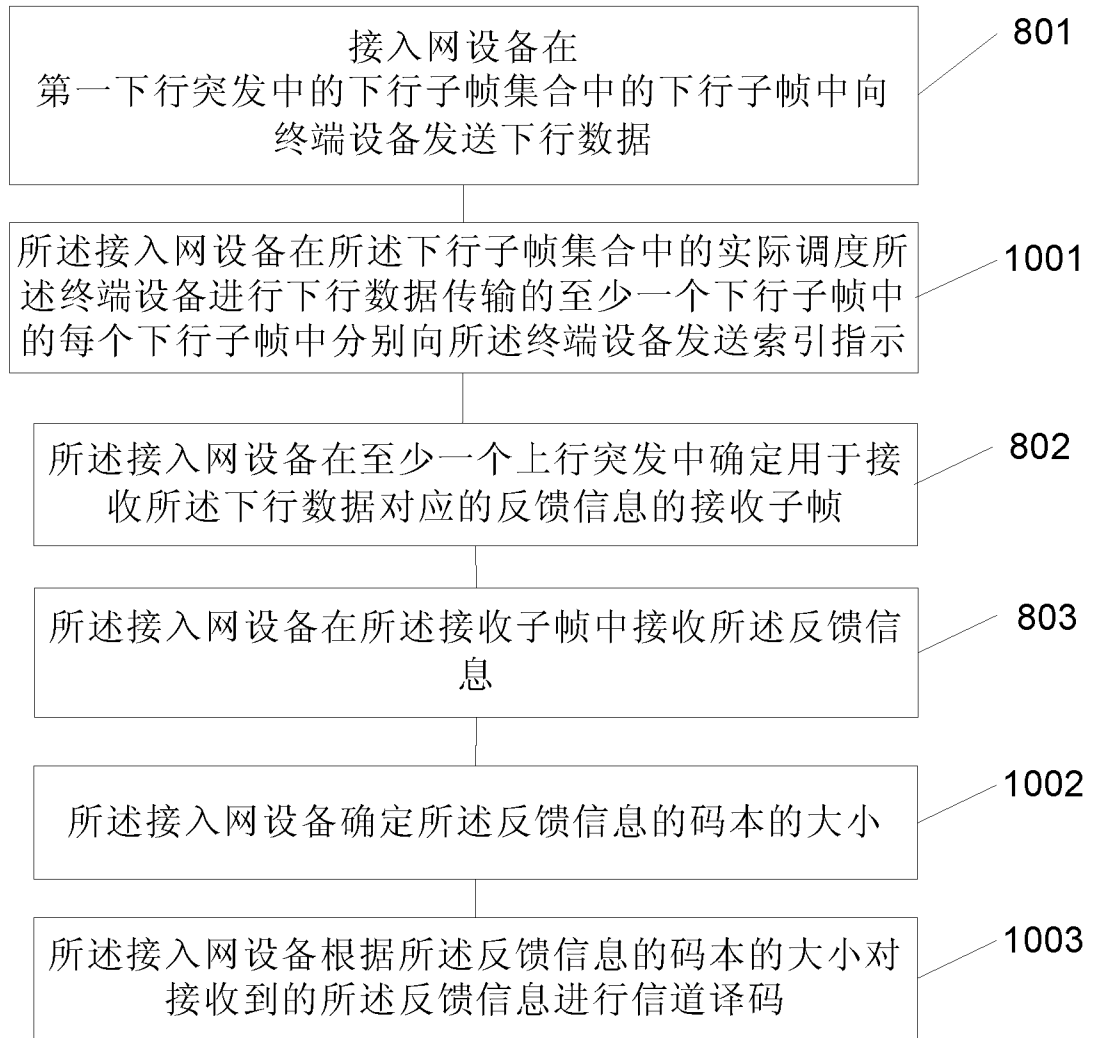 接入网设备在
第一下行突发中的下行子帧集合中的下行子帧中向
终端设备发送下行数据
801
所述接入网设备在所述下行子帧集合中的实际调度所
述终端设备进行下行数据传输的至少一个下行子帧中
的每个下行子帧中分别向所述终端设备发送索引指示
1001
所述接入网设备在至少一个上行突发中确定用于接
收所述下行数据对应的反馈信息的接收子帧
802
所述接入网设备在所述接收子帧中接收所述反馈信
息
803
所述接入网设备确定所述反馈信息的码本的大小
1002
所述接入网设备根据所述反馈信息的码本的大小对
接收到的所述反馈信息进行信道译码
1003